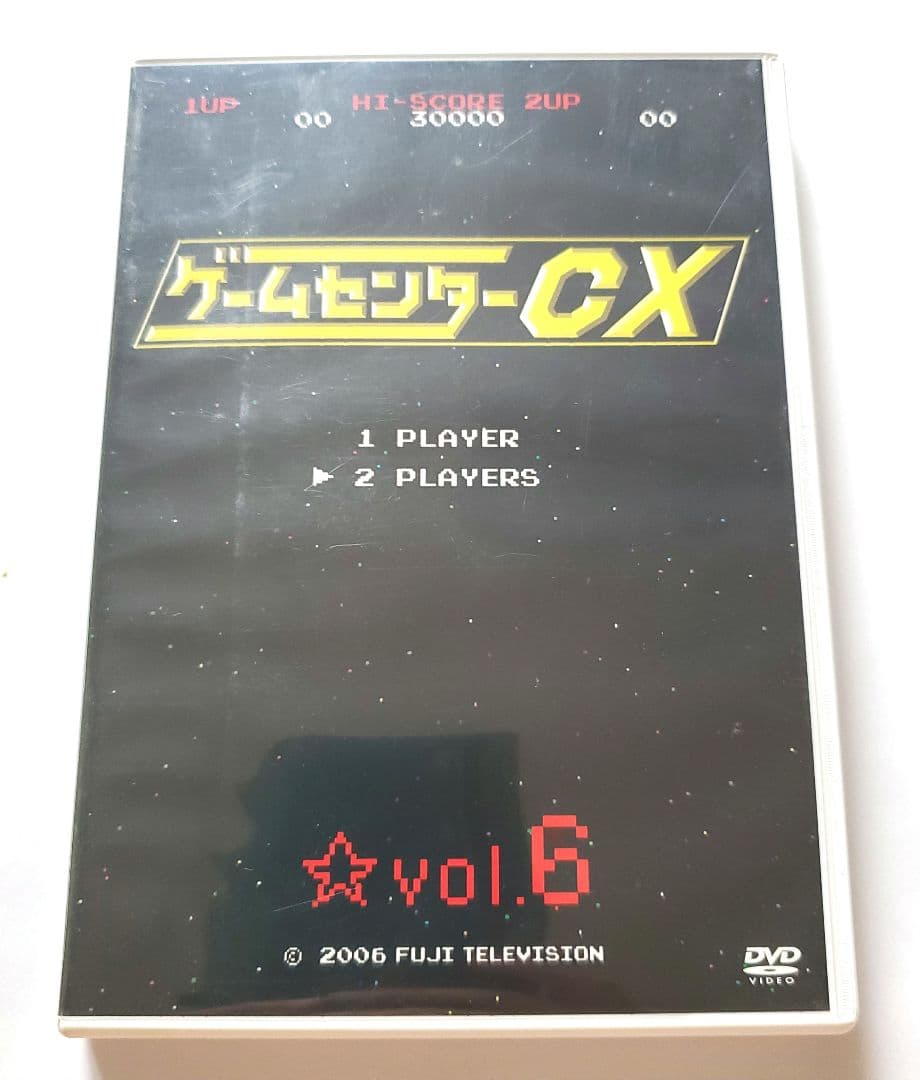 1UP HI-SCORE 2UP
00 30000 00
ゲームセンターCX
1 PLAYER
▶ 2 PLAYERS
☆vol.6
© 2006 FUJI TELEVISION
DVD
VIDEO